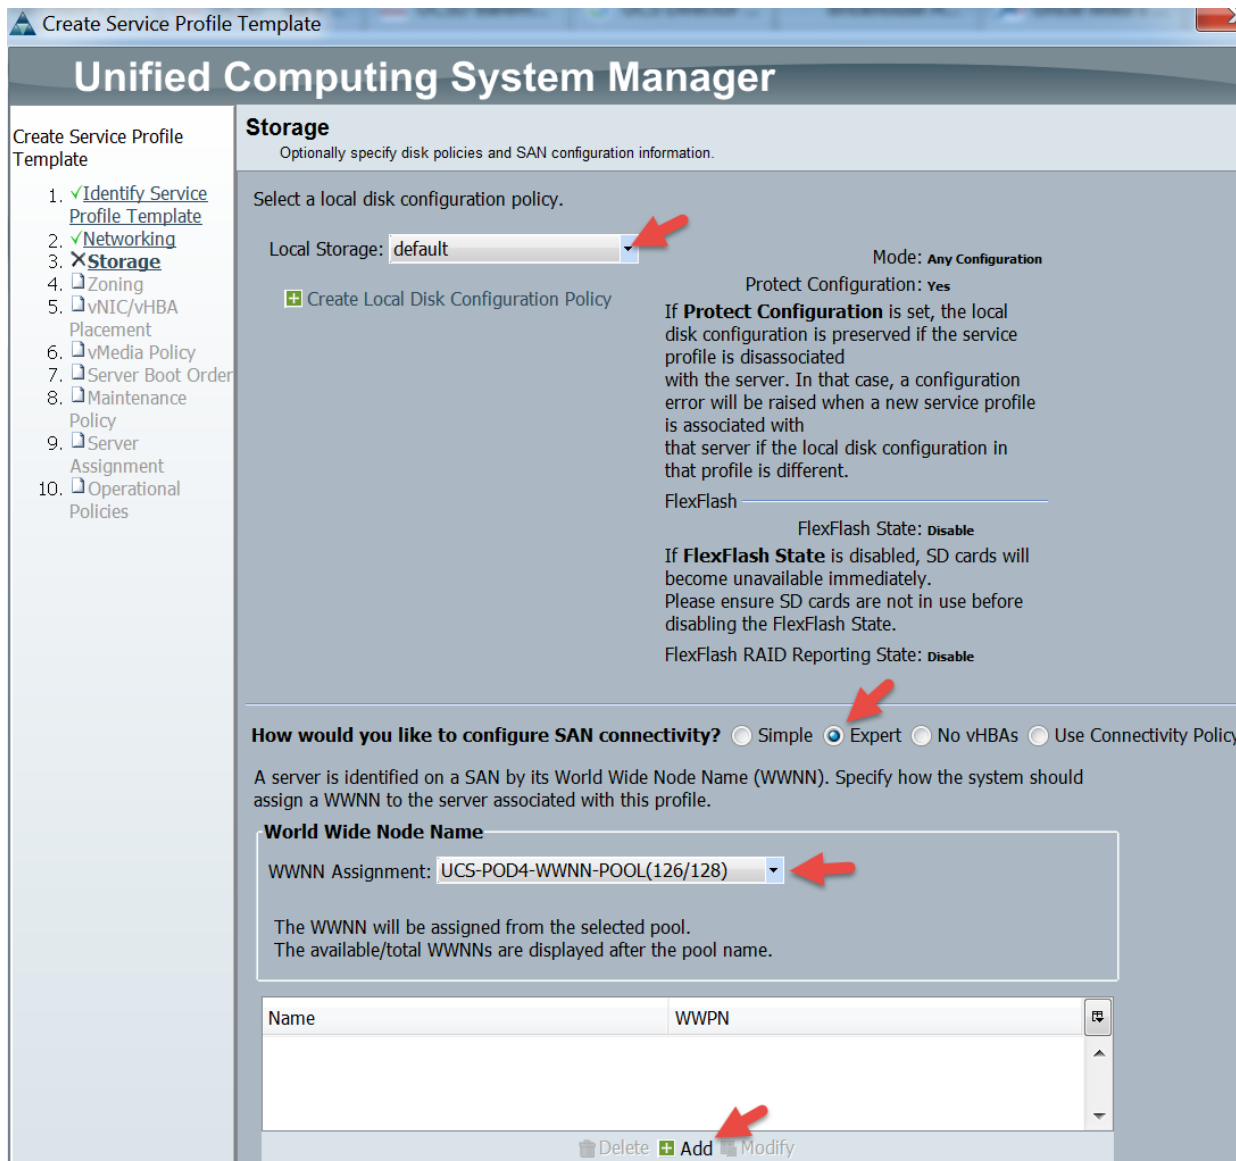 Create Service Profile Template
Unified Computing System Manager
Create Service Profile
Template
1. Identify Service
Profile Template
2. Networking
3. Storage
4. Zoning
5. vNIC/vHBA
Placement
6. vMedia Policy
7. Server Boot Order
8. Maintenance
Policy
9. Server
Assignment
10. Operational
Policies
Storage
Optionally specify disk policies and SAN configuration information.
Select a local disk configuration policy.
Local Storage: default
Create Local Disk Configuration Policy
Mode: Any Configuration
Protect Configuration: Yes
If Protect Configuration is set, the local
disk configuration is preserved if the service
profile is disassociated
with the server. In that case, a configuration
error will be raised when a new service profile
is associated with
that server if the local disk configuration in
that profile is different.
FlexFlash
FlexFlash State: Disable
If FlexFlash State is disabled, SD cards will
become unavailable immediately.
Please ensure SD cards are not in use before
disabling the FlexFlash State.
FlexFlash RAID Reporting State: Disable
How would you like to configure SAN connectivity? Simple Expert No vHBAs Use Connectivity Policy
A server is identified on a SAN by its World Wide Node Name (WWNN). Specify how the system should
assign a WWNN to the server associated with this profile.
World Wide Node Name
WWNN Assignment: UCS-POD4-WWNN-POOL(126/128)
The WWNN will be assigned from the selected pool.
The available/total WWNNs are displayed after the pool name.
Name WWPN
Delete Add Modify